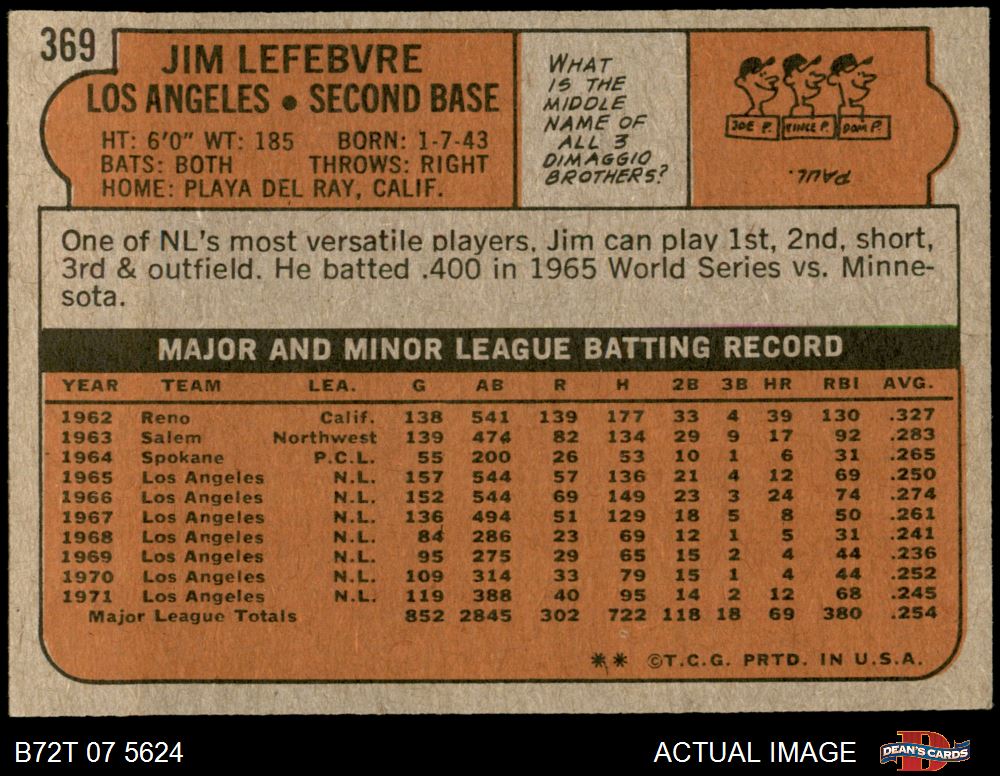 369
JIM LEFEBVRE
LOS ANGELES • SECOND BASE
HT: 6'0" WT: 185 BORN: 1-7-43
BATS: BOTH THROWS: RIGHT
HOME: PLAYA DEL RAY, CALIF.
WHAT
IS THE
MIDDLE
NAME OF
ALL 3
DIMAGGIO
BROTHERS?
JOE P. VINCE P. DOM P.
PAUL.
One of NL's most versatile players, Jim can play 1st, 2nd, short,
3rd & outfield. He batted .400 in 1965 World Series vs. Minne-
sota.
MAJOR AND MINOR LEAGUE BATTING RECORD
YEAR TEAM LEA. G AB R H 2B 3B HR RBI AVG.
1962 Reno Calif. 138 541 139 177 33 4 39 130 .327
1963 Salem Northwest 139 474 82 134 29 9 17 92 .283
1964 Spokane P.C.L. 55 200 26 53 10 1 6 31 .265
1965 Los Angeles N.L. 157 544 57 136 21 4 12 69 .250
1966 Los Angeles N.L. 152 544 69 149 23 3 24 74 .274
1967 Los Angeles N.L. 136 494 51 129 18 5 8 50 .261
1968 Los Angeles N.L. 84 286 23 69 12 1 5 31 .241
1969 Los Angeles N.L. 95 275 29 65 15 2 4 44 .236
1970 Los Angeles N.L. 109 314 33 79 15 1 4 44 .252
1971 Los Angeles N.L. 119 388 40 95 14 2 12 68 .245
Major League Totals 852 2845 302 722 118 18 69 380 .254
** ©T.C.G. PRTD. IN U.S.A.
B72T 07 5624 ACTUAL IMAGE DEAN'S CARDS